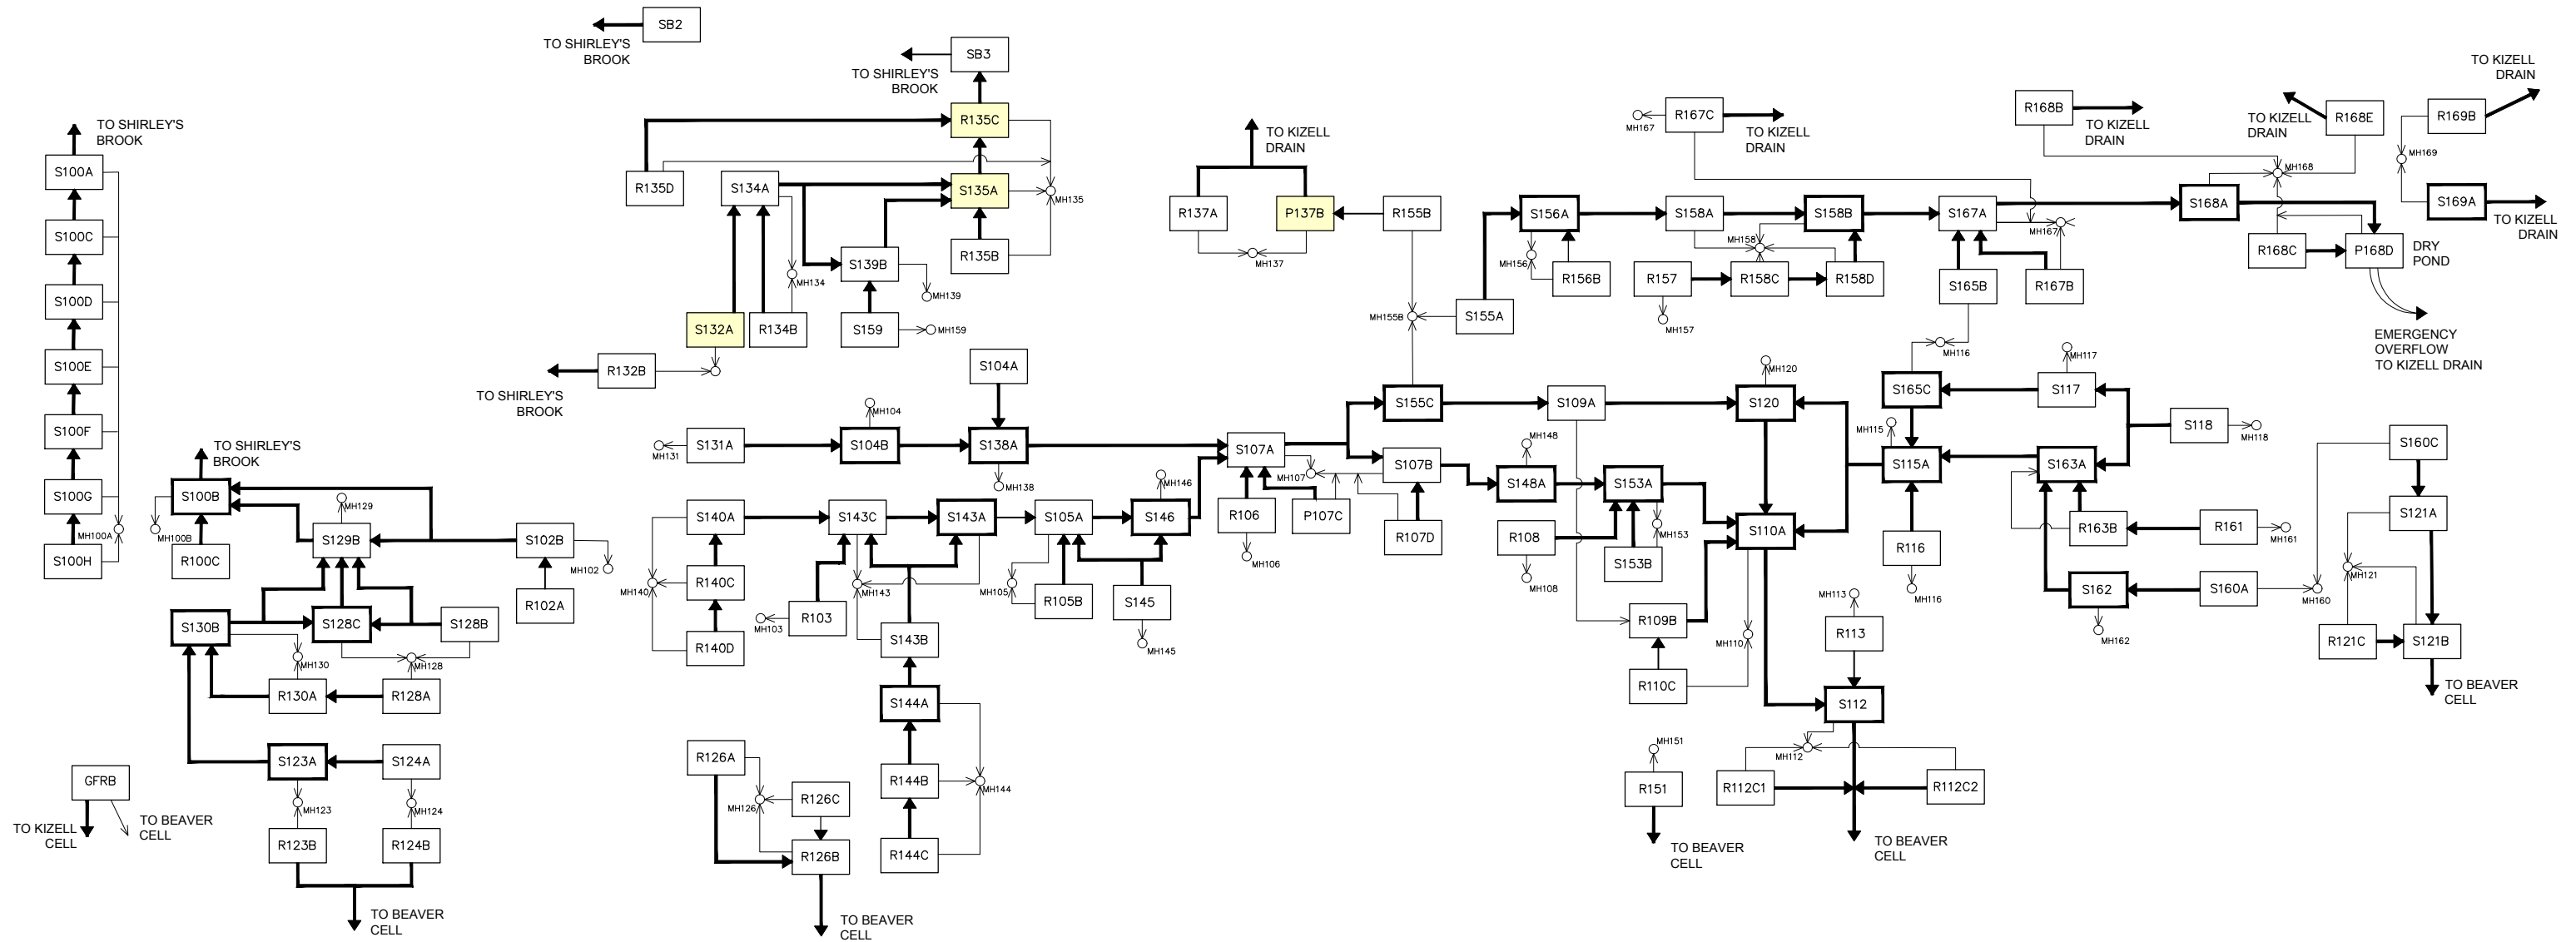 SB2
TO SHIRLEY'S
BROOK
SB3
TO SHIRLEY'S
BROOK
R135C
R135D
S134A
S135A
MH135
R135B
S139B
MH134
MH139
S132A
R134B
S159
MH159
R132B
TO SHIRLEY'S
BROOK
TO SHIRLEY'S
BROOK
S100A
S100C
S100D
S100E
S100F
S100G
MH100A
S100H
TO SHIRLEY'S
BROOK
S100B
MH100B
R100C
MH129
S129B
S102B
MH102
R102A
S130B
S128C
S128B
MH130
MH128
R130A
R128A
S123A
S124A
MH123
MH124
R123B
R124B
TO BEAVER
CELL
GFRB
TO KIZELL
CELL
TO BEAVER
CELL
S104A
MH104
MH131
S131A
S104B
S138A
MH138
S140A
S143C
S143A
S105A
MH146
S146
R140C
MH140
R140D
MH103
R103
MH143
MH105
R105B
S145
MH145
S143B
S144A
R144B
MH144
R144C
R126A
MH126
R126C
R126B
TO BEAVER
CELL
TO KIZELL
DRAIN
R137A
P137B
R155B
MH137
MH155B
S155A
S107A
MH107
R106
MH106
P107C
S107B
R107D
S155C
S109A
S120
MH120
MH148
S148A
S153A
R108
MH108
MH153
S153B
S110A
R109B
R110C
MH110
MH113
R113
S112
MH112
R112C1
R112C2
TO BEAVER
CELL
MH151
R151
TO BEAVER
CELL
S156A
MH156
R156B
S158A
S158B
MH158
R157
MH157
R158C
R158D
MH167
R167C
TO KIZELL
DRAIN
S167A
MH167
S165B
R167B
MH116
S165C
MH117
S117
S118
MH118
MH115
S115A
S163A
R116
MH116
R163B
R161
MH161
S162
MH162
S160A
MH160
S160C
S121A
MH121
R121C
S121B
TO BEAVER
CELL
R168B
TO KIZELL
DRAIN
TO KIZELL
DRAIN
R168E
MH168
S168A
R168C
P168D
DRY
POND
EMERGENCY
OVERFLOW
TO KIZELL DRAIN
TO KIZELL
DRAIN
R169B
MH169
S169A
TO KIZELL
DRAIN